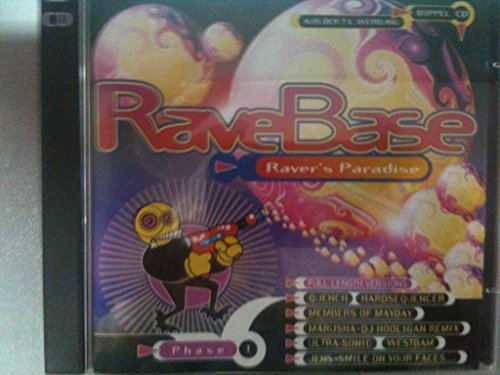 AUS DER TV WERBUNG
DOPPEL CD
RaveBase
Raver's Paradise
FULL LENGTH VERSIONS
QUENCH HARDSEQUENCER
MEMBERS OF MAYDAY
MARUSHA-DJ HOOLIGAN REMIX
ULTRA-SONIC WESTBAM
JENS-SMILE ON YOUR FACES
Phase 1